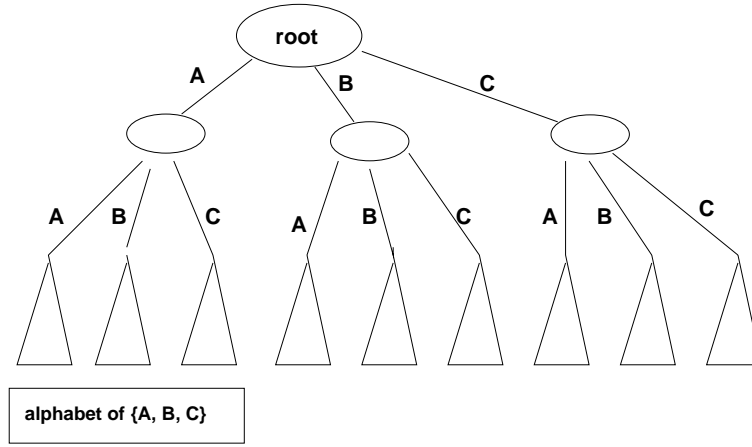 root
A
B
C
A B C
A B C
A B C
alphabet of {A, B, C}